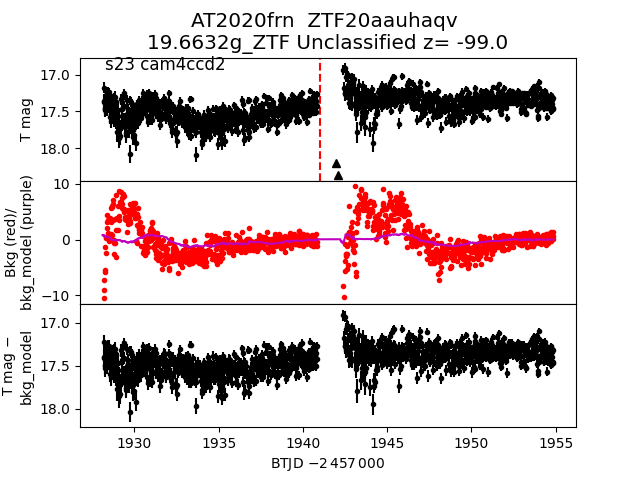 AT2020frn  ZTF20aauhaqv
19.6632g_ZTF Unclassified z= -99.0
s23 cam4ccd2
T mag
17.0
17.5
18.0
Bkg (red)/
bkg_model (purple)
10
0
−10
T mag −
bkg_model
17.0
17.5
18.0
1930
1935
1940
1945
1950
1955
BTJD −2 457 000